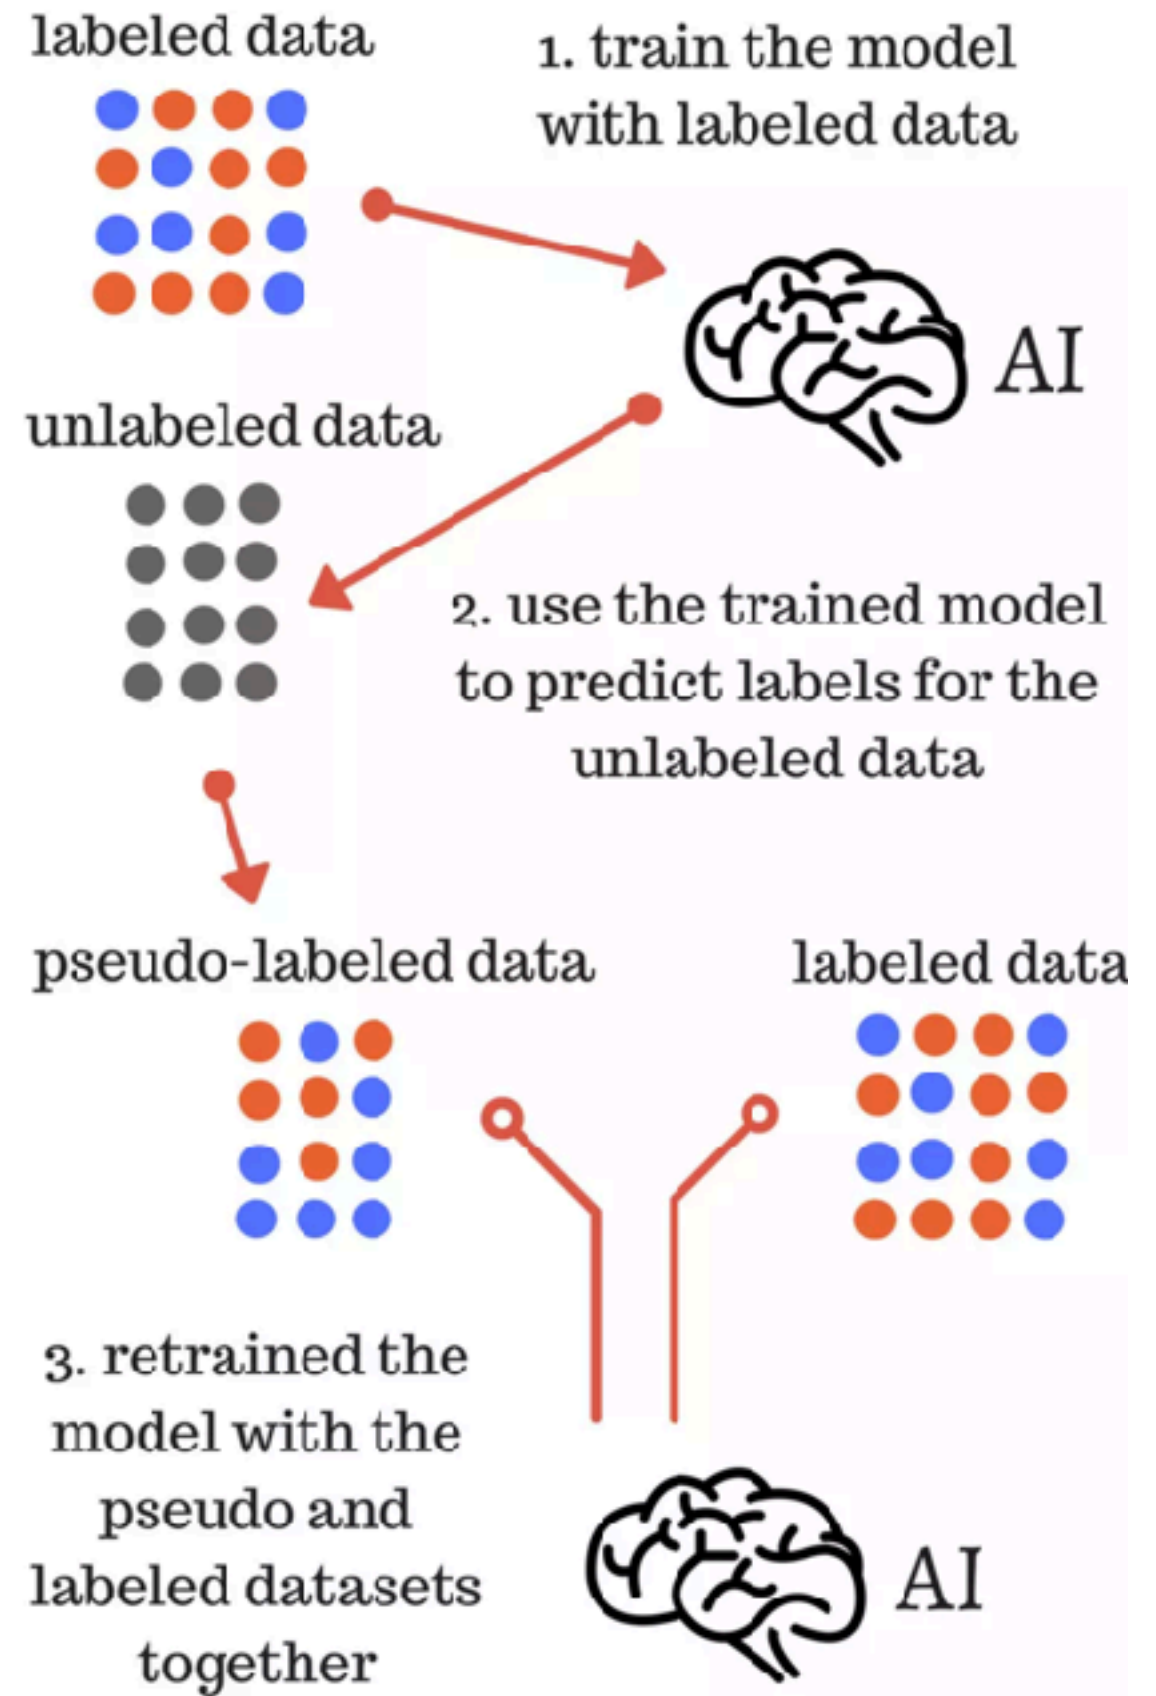 labeled data
1. train the model
with labeled data
AI
unlabeled data
2. use the trained model
to predict labels for the
unlabeled data
pseudo-labeled data
labeled data
3. retrained the
model with the
pseudo and
labeled datasets
together
AI